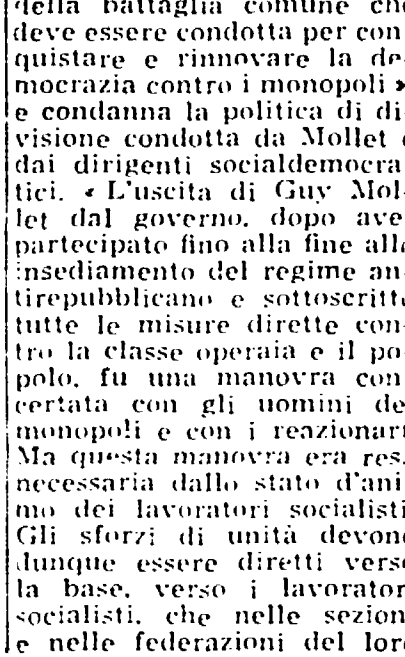 della battaglia comune che
deve essere condotta per con
quistare e rinnovare la de-
mocrazia contro i monopoli »
e condanna la politica di di-
visione condotta da Mollet e
dai dirigenti socialdemocra
tici. « L'uscita di Guy Mol-
let dal governo, dopo ave
partecipato fino alla fine all
insediamento del regime an
tirepubblicano e sottoscritt
tutte le misure dirette con-
tro la classe operaia e il po
polo, fu una manovra con
certata con gli uomini de
monopoli e con i reazionari
Ma questa manovra era res
necessaria dallo stato d'ani
mo dei lavoratori socialisti
Gli sforzi di unità devono
dunque essere diretti verso
la base, verso i lavorator
socialisti, che nelle sezion
e nelle federazioni del loro